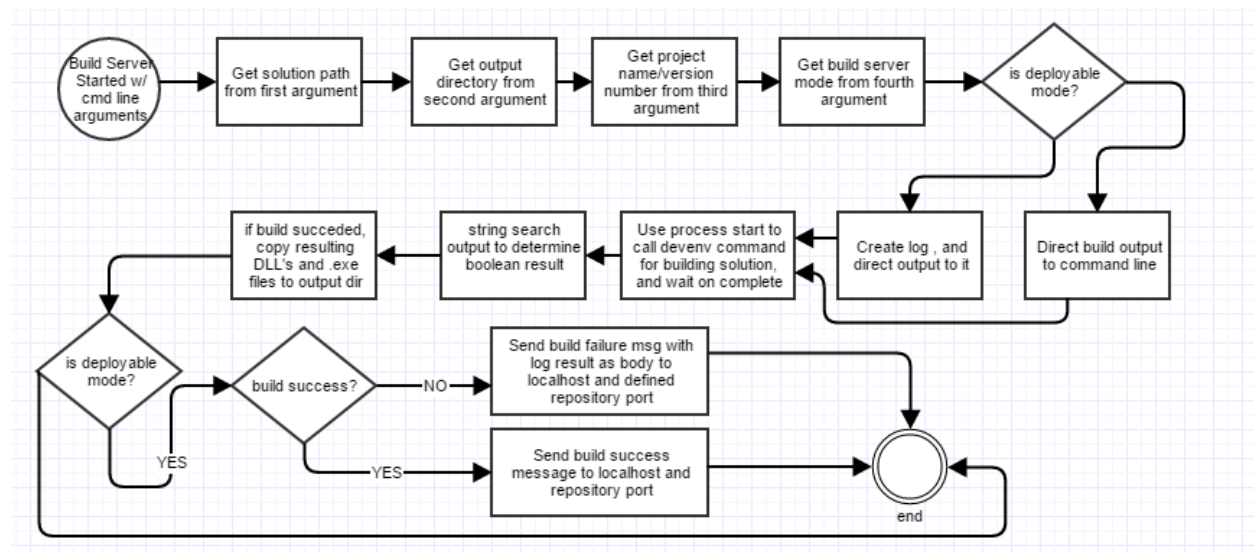 Build Server
Started w/
cmd line
arguments
Get solution path
from first argument
Get output
directory from
second argument
Get project
name/version
number from third
argument
Get build server
mode from fourth
argument
is deployable
mode?
if build succeded,
copy resulting
DLL's and .exe
files to output dir
string search
output to determine
boolean result
Use process start to
call devenv command
for building solution,
and wait on complete
Create log , and
direct output to it
Direct build output
to command line
is deployable
mode?
YES
build success?
NO
YES
Send build failure msg with
log result as body to
localhost and defined
repository port
Send build success
message to localhost and
repository port
end